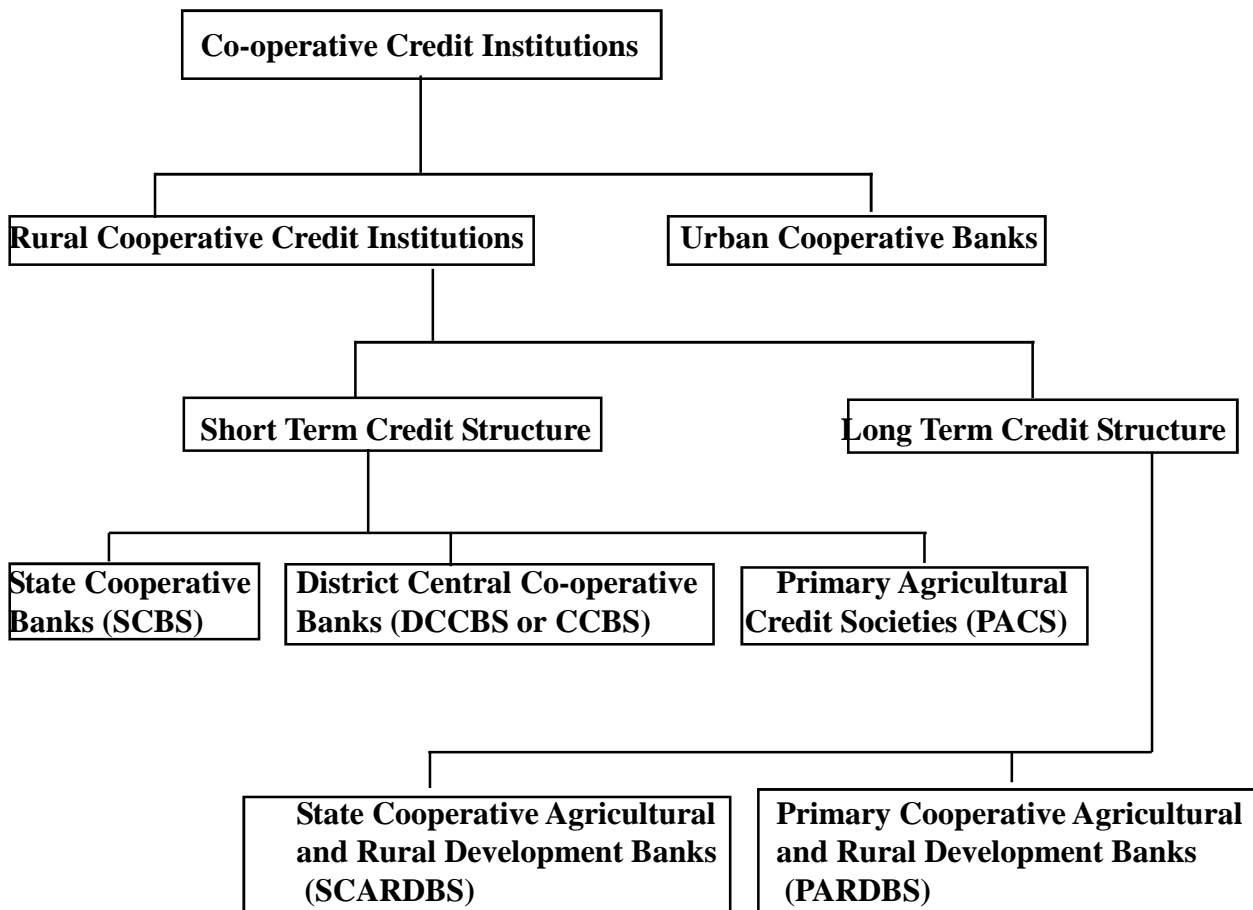 Co-operative Credit Institutions
Rural Cooperative Credit Institutions
Urban Cooperative Banks
Short Term Credit Structure
Long Term Credit Structure
State Cooperative
Banks (SCBS)
District Central Co-operative
Banks (DCCBS or CCBS)
Primary Agricultural
Credit Societies (PACS)
State Cooperative Agricultural
and Rural Development Banks
(SCARDBS)
Primary Cooperative Agricultural
and Rural Development Banks
(PARDBS)